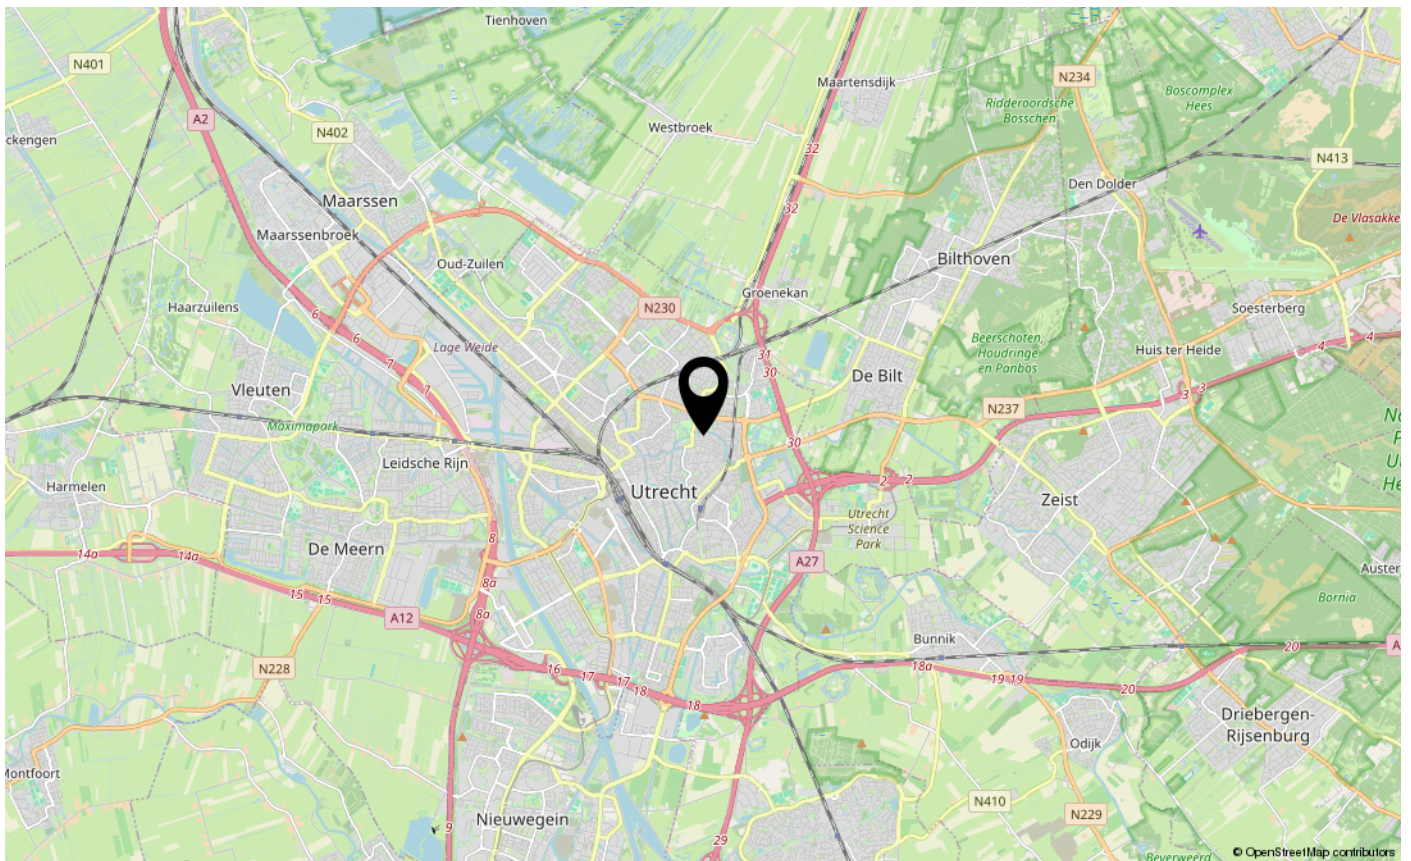 Tienhoven
N401
N234
Maartensdijk
Boscomplex
Hees
Ridderoordsche
Bosschen
A2
N402
Westbroek
ckengen
32
N413
Den Dolder
Maarssen
32
De Vlasakke
Maarssenbroek
Oud-Zuilen
Bilthoven
Groenekan
Haarzuilens
N230
Soesterberg
6
6
Lage Weide
Beerschoten,
Houdringe
en Panbos
4
4
Huis ter Heide
31
30
7
7
Vleuten
De Bilt
3
3
N237
Maximapark
30
Leidsche Rijn
Harmelen
Utrecht
2
2
Zeist
Utrecht
Science
Park
8
De Meern
14a
14a
A27
8a
Auster
15
15
Bornia
A12
8a
Bunnik
N228
16
17
17
18
18
18a
19
19
20
20
A
Driebergen-
Rijsenburg
Odijk
Montfoort
N410
N229
Nieuwegein
9
29
Beverweerd
© OpenStreetMap contributors